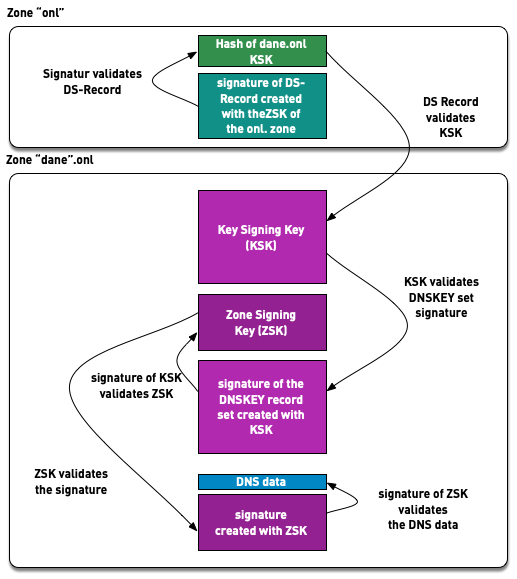 Zone “onl”
Hash of dane.onl
KSK
Signatur validates
DS-Record
signature of DS-
Record created
with theZSK of
the onl. zone
DS Record
validates
KSK
Zone “dane”.onl
Key Signing Key
(KSK)
KSK validates
DNSKEY set
signature
Zone Signing
Key (ZSK)
signature of KSK
validates ZSK
signature of the
DNSKEY record
set created with
KSK
ZSK validates
the signature
DNS data
signature
created with ZSK
signature of ZSK
validates
the DNS data